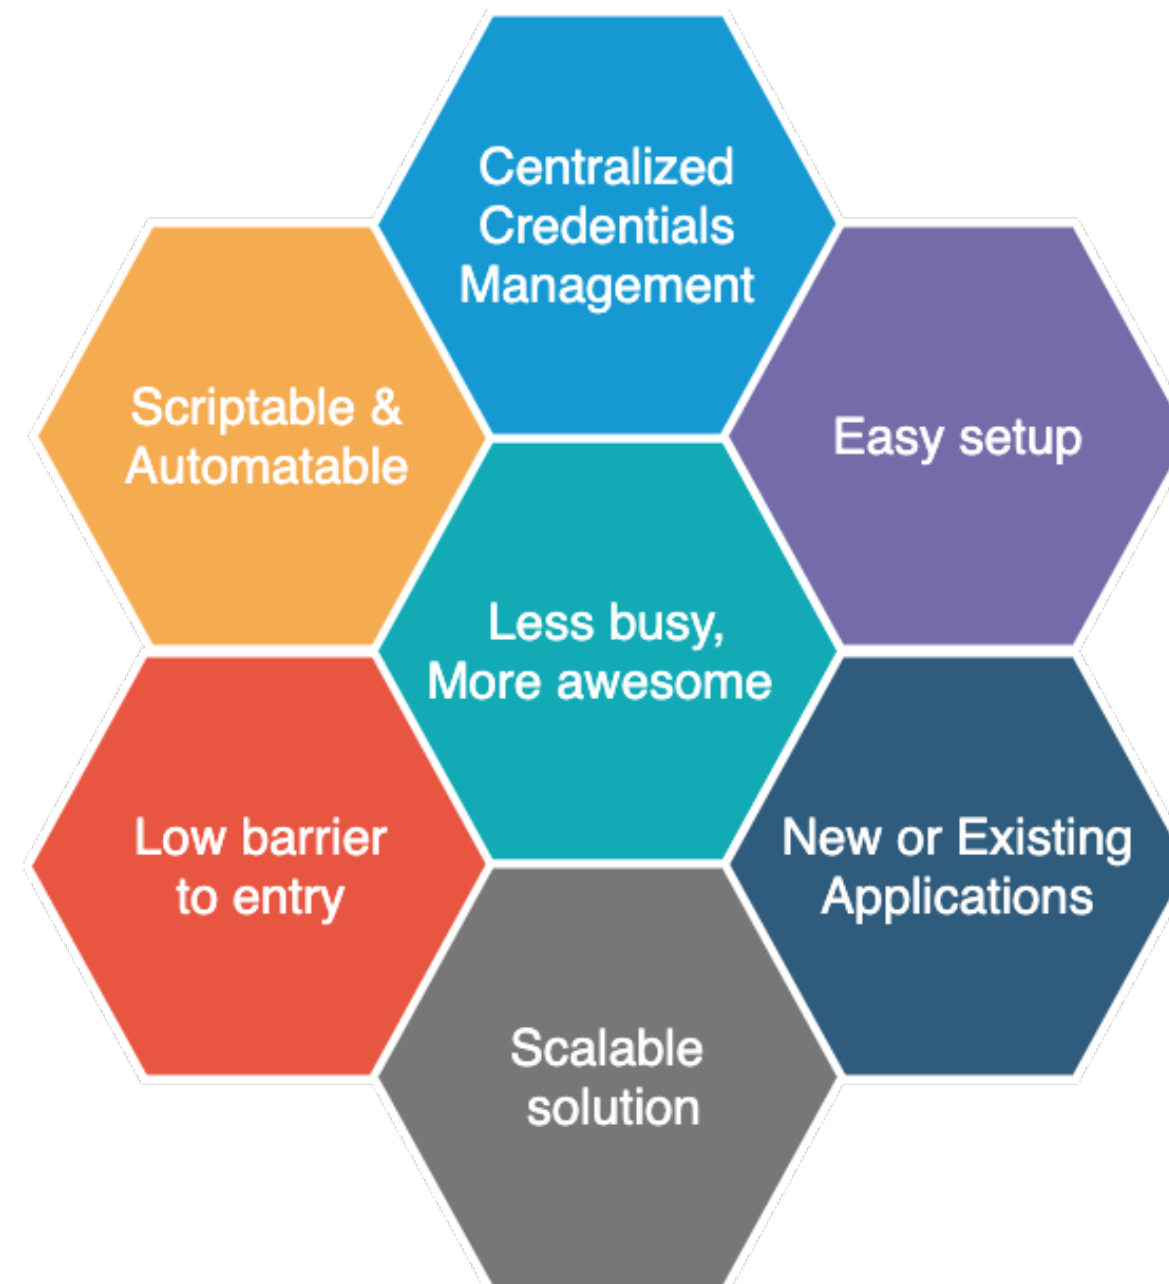 Centralized
Credentials
Management
Scriptable &
Automatable
Easy setup
Less busy,
More awesome
Low barrier
to entry
New or Existing
Applications
Scalable
solution